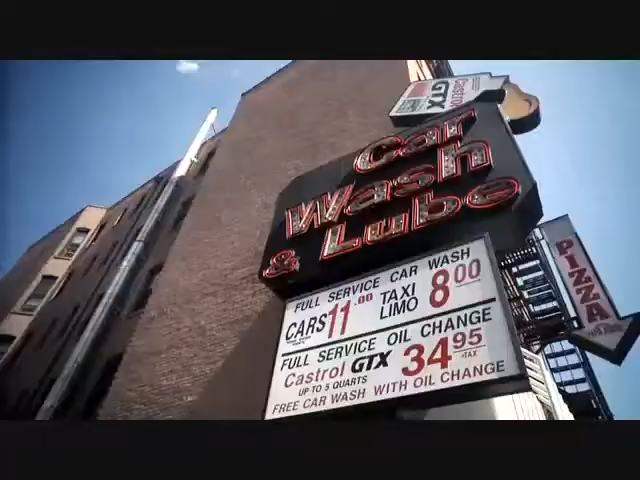 Castrol
GTX
Car
Wash
& Lube
FULL SERVICE CAR WASH
CARS 11.00 TAXI LIMO 8.00
FULL SERVICE OIL CHANGE
Castrol GTX 34.95 +TAX
UP TO 5 QUARTS
FREE CAR WASH WITH OIL CHANGE
PIZZA